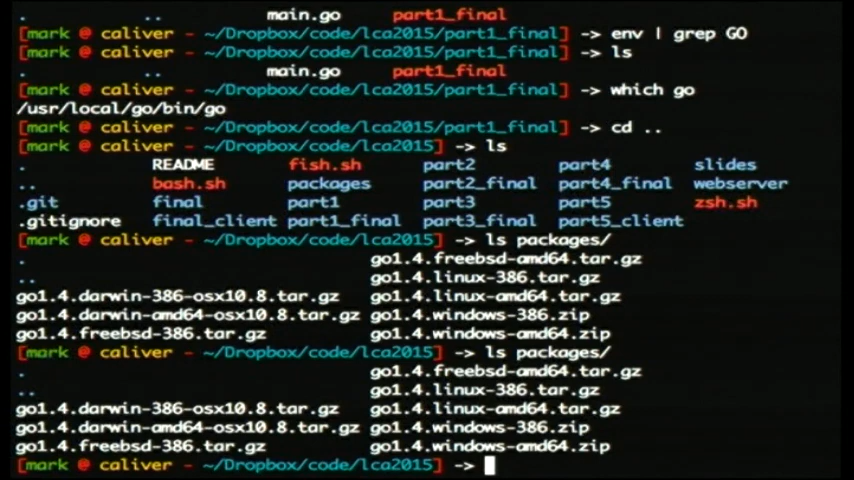 . .. main.go part1_final
[mark @ caliver - ~/Dropbox/code/lca2015/part1_final] -> env | grep GO
[mark @ caliver - ~/Dropbox/code/lca2015/part1_final] -> ls
. .. main.go part1_final
[mark @ caliver - ~/Dropbox/code/lca2015/part1_final] -> which go
/usr/local/go/bin/go
[mark @ caliver - ~/Dropbox/code/lca2015/part1_final] -> cd ..
[mark @ caliver - ~/Dropbox/code/lca2015] -> ls
. README fish.sh part2 part4 slides
.. bash.sh packages part2_final part4_final webserver
.git final part1 part3 part5 zsh.sh
.gitignore final_client part1_final part3_final part5_client
[mark @ caliver - ~/Dropbox/code/lca2015] -> ls packages/
. go1.4.freebsd-amd64.tar.gz
.. go1.4.linux-386.tar.gz
go1.4.darwin-386-osx10.8.tar.gz go1.4.linux-amd64.tar.gz
go1.4.darwin-amd64-osx10.8.tar.gz go1.4.windows-386.zip
go1.4.freebsd-386.tar.gz go1.4.windows-amd64.zip
[mark @ caliver - ~/Dropbox/code/lca2015] -> ls packages/
. go1.4.freebsd-amd64.tar.gz
.. go1.4.linux-386.tar.gz
go1.4.darwin-386-osx10.8.tar.gz go1.4.linux-amd64.tar.gz
go1.4.darwin-amd64-osx10.8.tar.gz go1.4.windows-386.zip
go1.4.freebsd-386.tar.gz go1.4.windows-amd64.zip
[mark @ caliver - ~/Dropbox/code/lca2015] ->